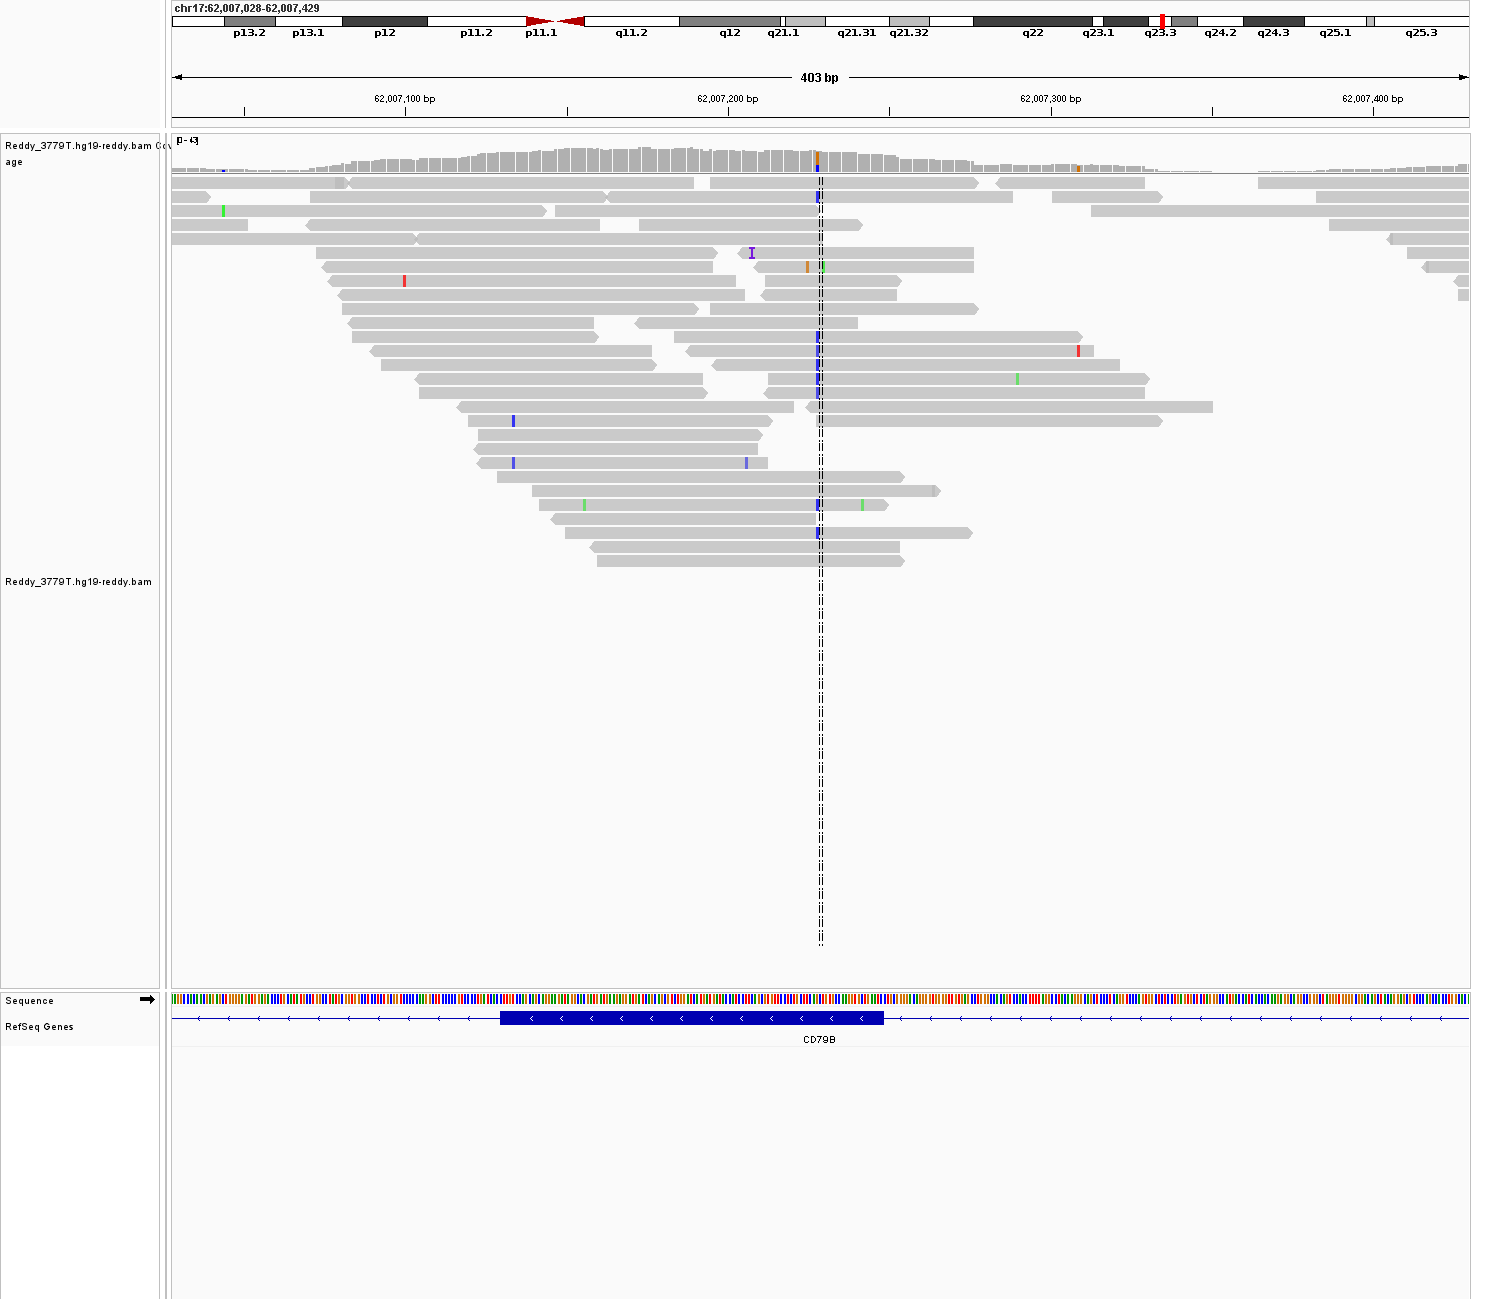 chr17:62,007,028-62,007,429
p13.2 p13.1 p12 p11.2 p11.1 q11.2 q12 q21.1 q21.31 q21.32 q22 q23.1 q23.3 q24.2 q24.3 q25.1 q25.3
403 bp
62,007,100 bp 62,007,200 bp 62,007,300 bp 62,007,400 bp
Reddy_3779T.hg19-reddy.bam Cov
age
[0 - 43]
Reddy_3779T.hg19-reddy.bam
Sequence
RefSeq Genes
CD79B